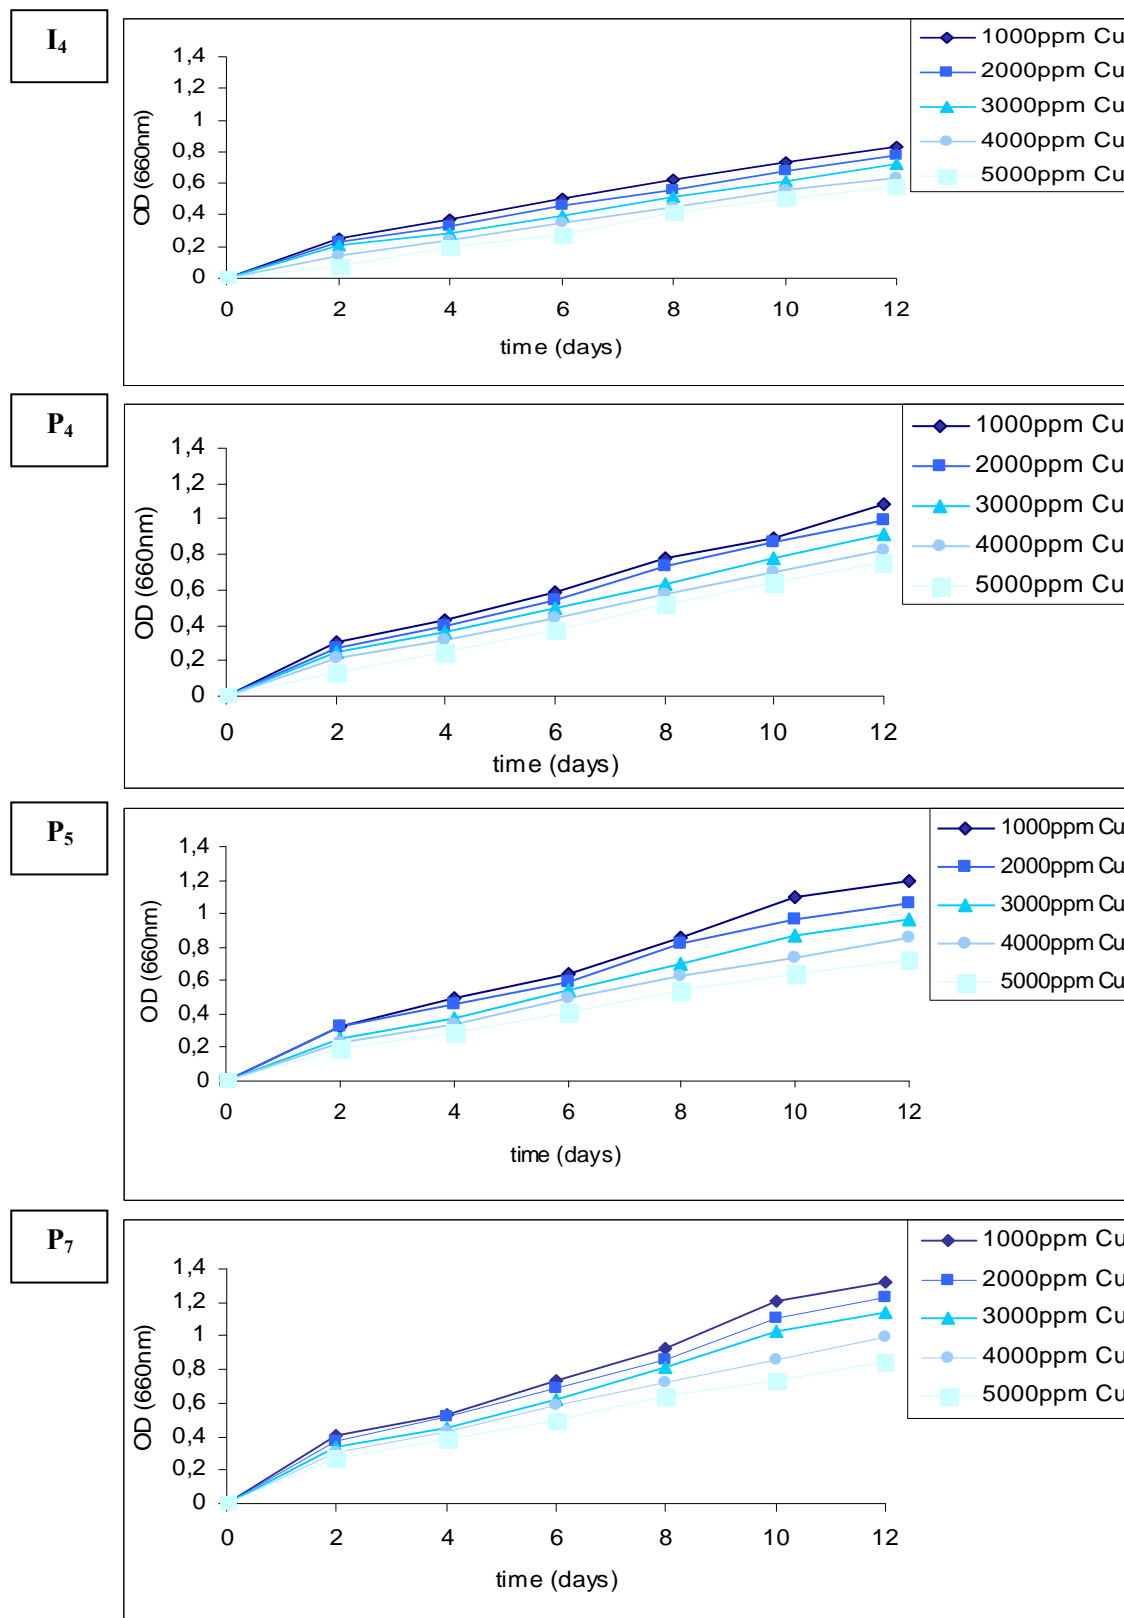 I4
1,4
1,2
1
0,8
0,6
0,4
0,2
0
OD (660nm)
0 2 4 6 8 10 12
time (days)
1000ppm Cu
2000ppm Cu
3000ppm Cu
4000ppm Cu
5000ppm Cu
P4
1,4
1,2
1
0,8
0,6
0,4
0,2
0
OD (660nm)
0 2 4 6 8 10 12
time (days)
1000ppm Cu
2000ppm Cu
3000ppm Cu
4000ppm Cu
5000ppm Cu
P5
1,4
1,2
1
0,8
0,6
0,4
0,2
0
OD (660nm)
0 2 4 6 8 10 12
time (days)
1000ppm Cu
2000ppm Cu
3000ppm Cu
4000ppm Cu
5000ppm Cu
P7
1,4
1,2
1
0,8
0,6
0,4
0,2
0
OD (660nm)
0 2 4 6 8 10 12
time (days)
1000ppm Cu
2000ppm Cu
3000ppm Cu
4000ppm Cu
5000ppm Cu